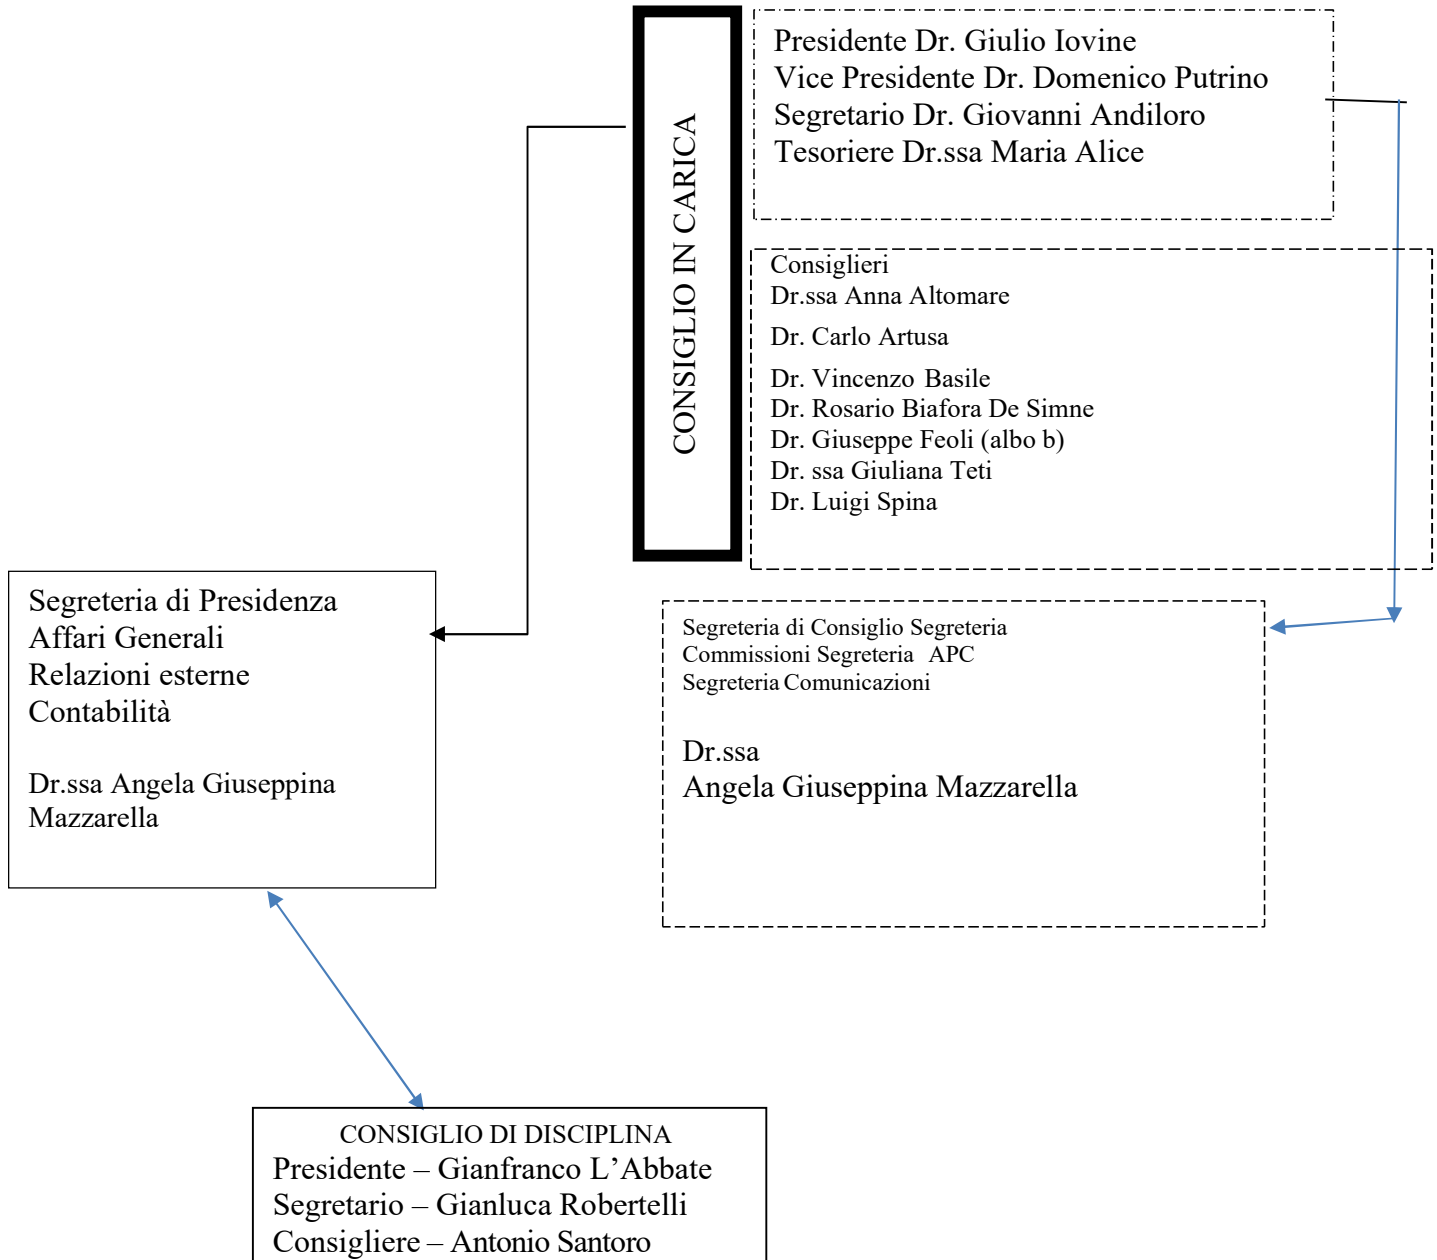 CONSIGLIO IN CARICA
Presidente Dr. Giulio Iovine
Vice Presidente Dr. Domenico Putrino
Segretario Dr. Giovanni Andiloro
Tesoriere Dr.ssa Maria Alice
Consiglieri
Dr.ssa Anna Altomare
Dr. Carlo Artusa
Dr. Vincenzo Basile
Dr. Rosario Biafora De Simne
Dr. Giuseppe Feoli (albo b)
Dr. ssa Giuliana Teti
Dr. Luigi Spina
Segreteria di Presidenza
Affari Generali
Relazioni esterne
Contabilità
Dr.ssa Angela Giuseppina
Mazzarella
Segreteria di Consiglio Segreteria
Commissioni Segreteria APC
Segreteria Comunicazioni
Dr.ssa
Angela Giuseppina Mazzarella
CONSIGLIO DI DISCIPLINA
Presidente – Gianfranco L’Abbate
Segretario – Gianluca Robertelli
Consigliere – Antonio Santoro